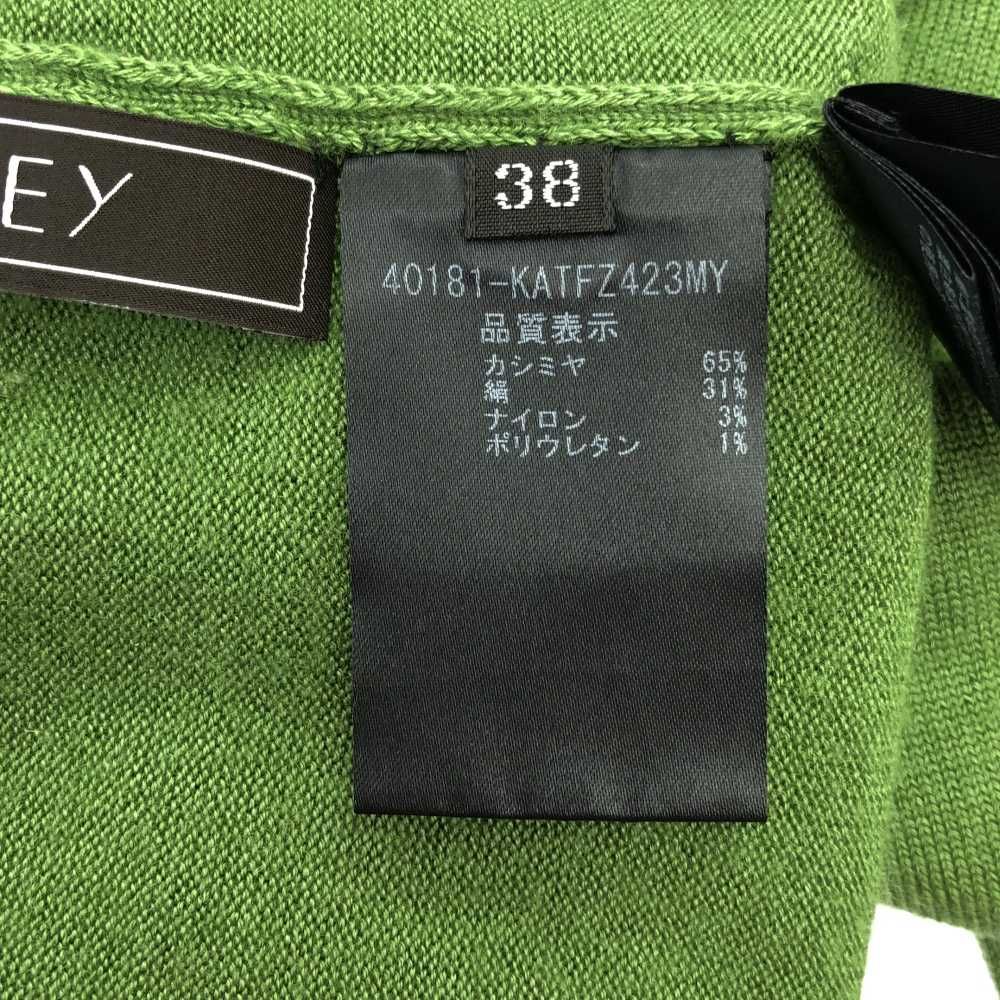 EY
38
40181-KATFZ423MY
品質表示
カシミヤ 65%
絹 31%
ナイロン 3%
ポリウレタン 1%